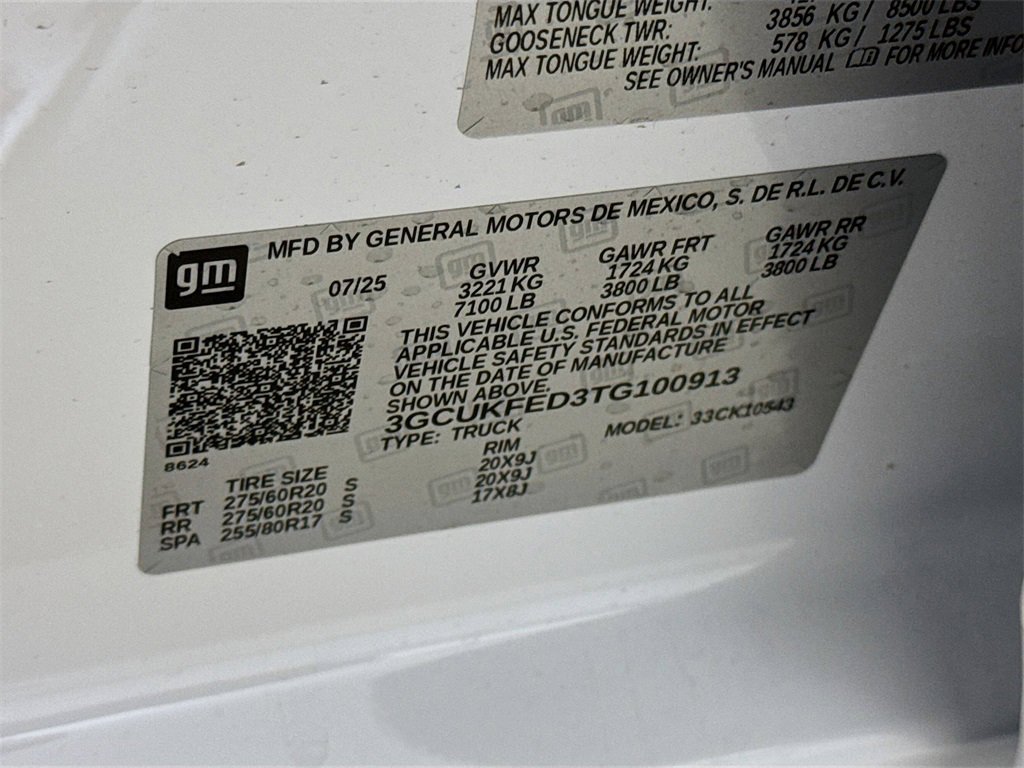 MAX TONGUE WEIGHT:
GOOSENECK TWR: 3856 KG/ 8500 LBS
MAX TONGUE WEIGHT: 578 KG/ 1275 LBS
SEE OWNER'S MANUAL FOR MORE INFO
gm
MFD BY GENERAL MOTORS DE MEXICO, S. DE R.L. DE C.V.
07/25 GVWR GAWR FRT GAWR RR
3221 KG 1724 KG 1724 KG
7100 LB 3800 LB 3800 LB
THIS VEHICLE CONFORMS TO ALL
APPLICABLE U.S. FEDERAL MOTOR
VEHICLE SAFETY STANDARDS IN EFFECT
ON THE DATE OF MANUFACTURE
SHOWN ABOVE.
3GCUKFED3TG100913
TYPE: TRUCK MODEL: 33CK10543
8624
TIRE SIZE RIM
FRT 275/60R20 S 20X9J
RR 275/60R20 S 20X9J
SPA 255/80R17 S 17X8J